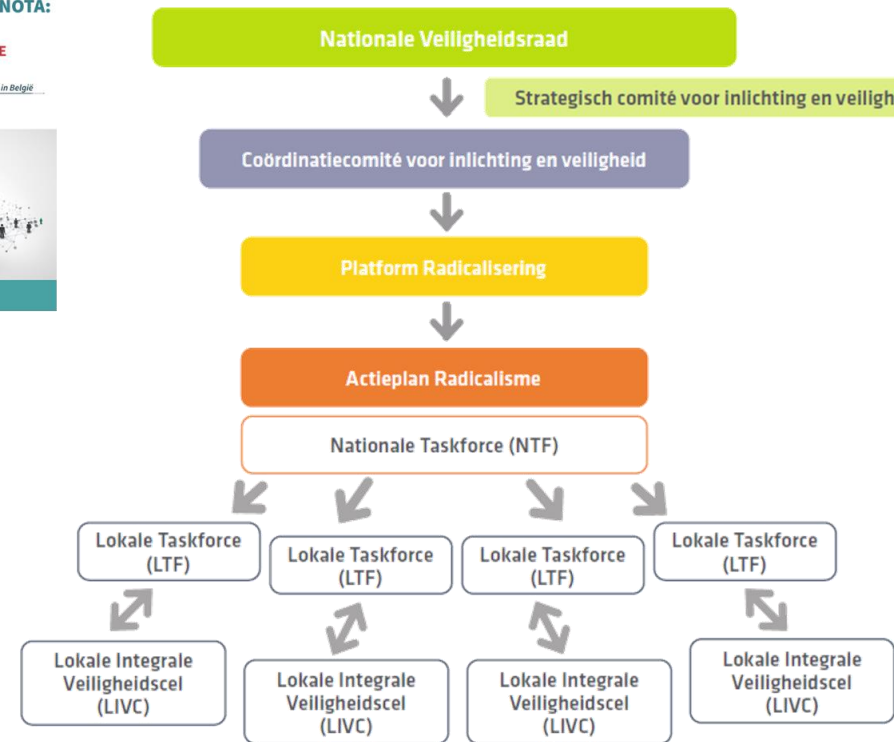 NOTA:
in België
Nationale Veiligheidsraad
Strategisch comité voor inlichting en
Coördinatiecomité voor inlichting en veiligheid
Platform Radicalisering
Actieplan Radicalisme
Nationale Taskforce (NTF)
Lokale Taskforce
(LTF)
Lokale Taskforce
(LTF)
Lokale Taskforce
(LTF)
Lokale Taskforce
(LTF)
Lokale Integrale
Veiligheidscel
(LIVC)
Lokale Integrale
Veiligheidscel
(LIVC)
Lokale Integrale
Veiligheidscel
(LIVC)
Lokale Integrale
Veiligheidscel
(LIVC)